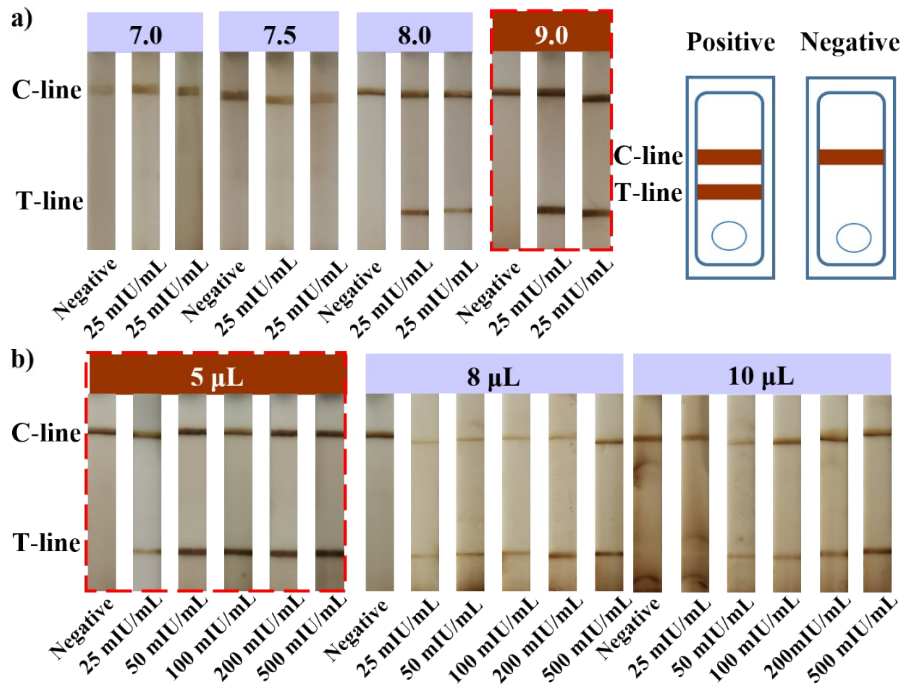 a)
7.0 7.5 8.0 9.0
Positive Negative
C-line
T-line
C-line
T-line
Negative 25 mIU/mL 25 mIU/mL Negative 25 mIU/mL 25 mIU/mL Negative 25 mIU/mL 25 mIU/mL Negative 25 mIU/mL 25 mIU/mL
b)
5 μL 8 μL 10 μL
C-line
T-line
Negative 25 mIU/mL 50 mIU/mL 100 mIU/mL 200 mIU/mL 500 mIU/mL Negative 25 mIU/mL 50 mIU/mL 100 mIU/mL 200 mIU/mL 500 mIU/mL Negative 25 mIU/mL 50 mIU/mL 100 mIU/mL 200mIU/mL 500 mIU/mL